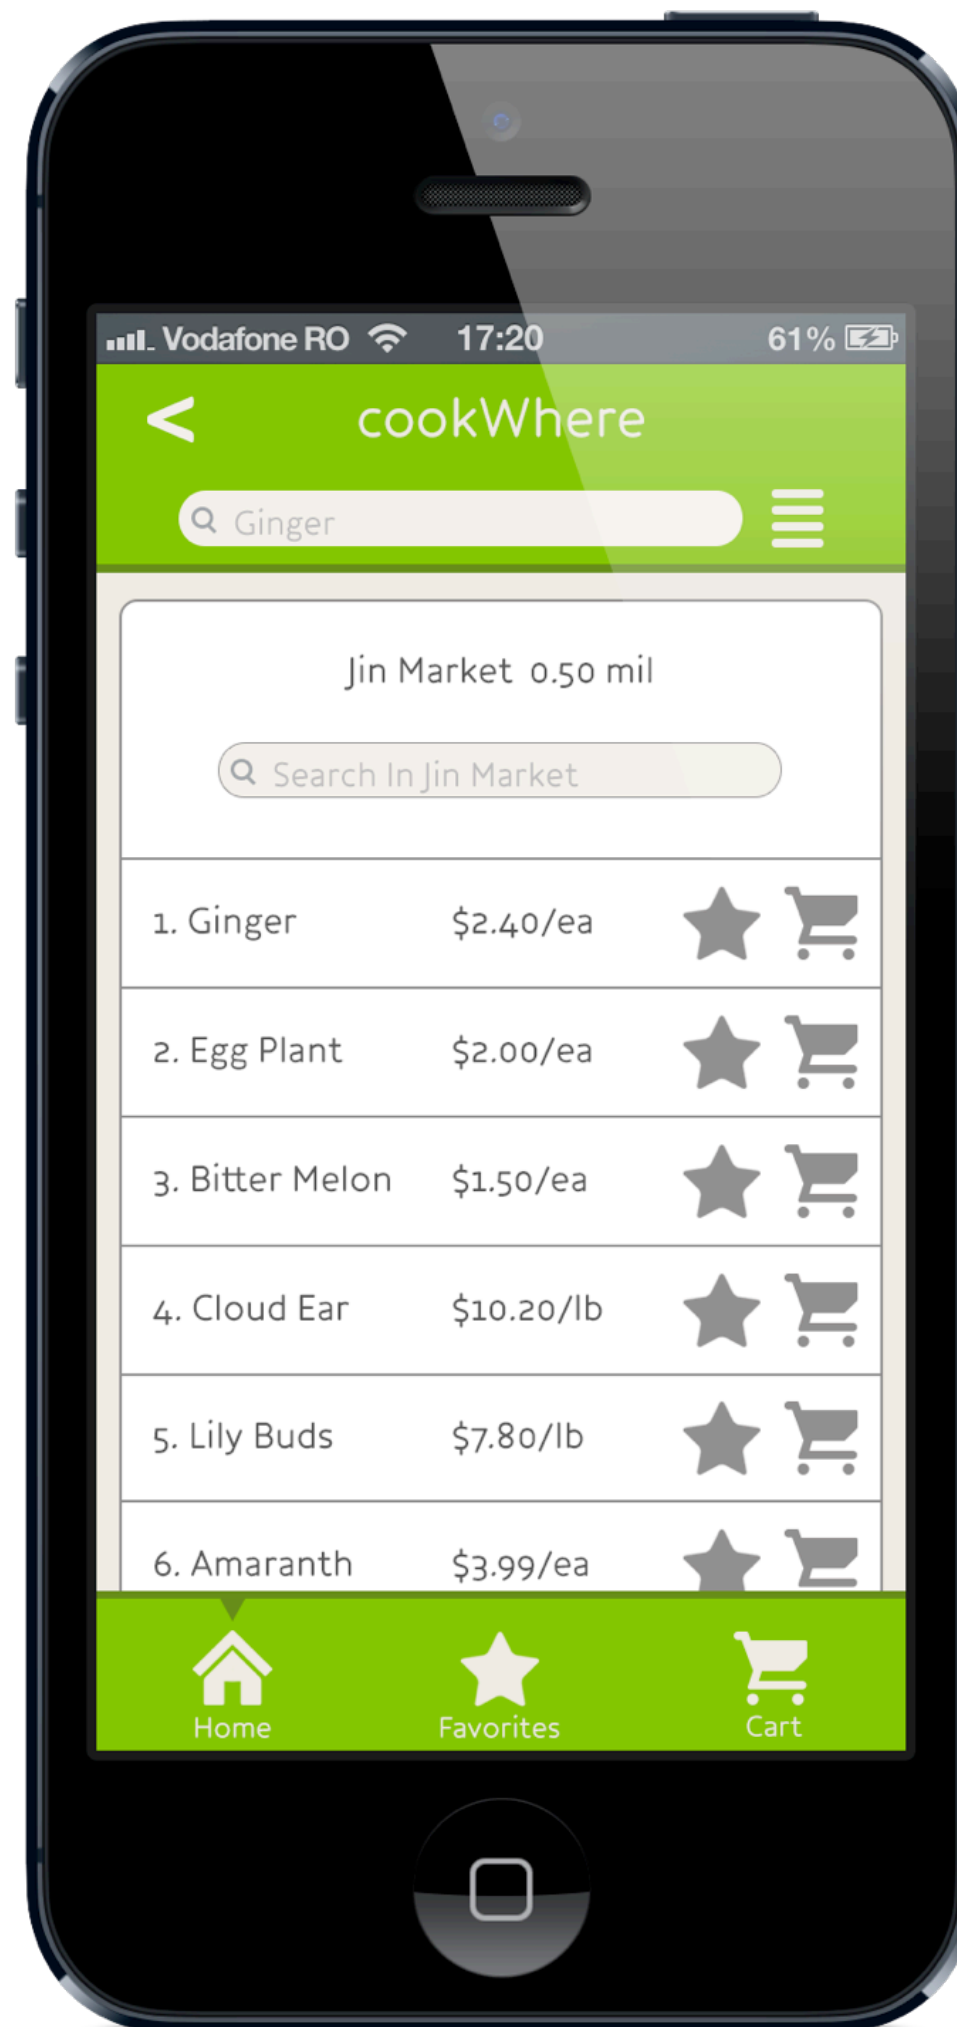 Vodafone RO 17:20 61%
< cookWhere
Ginger
Jin Market 0.50 mil
Search In Jin Market
1. Ginger $2.40/ea
2. Egg Plant $2.00/ea
3. Bitter Melon $1.50/ea
4. Cloud Ear $10.20/lb
5. Lily Buds $7.80/lb
6. Amaranth $3.99/ea
Home Favorites Cart